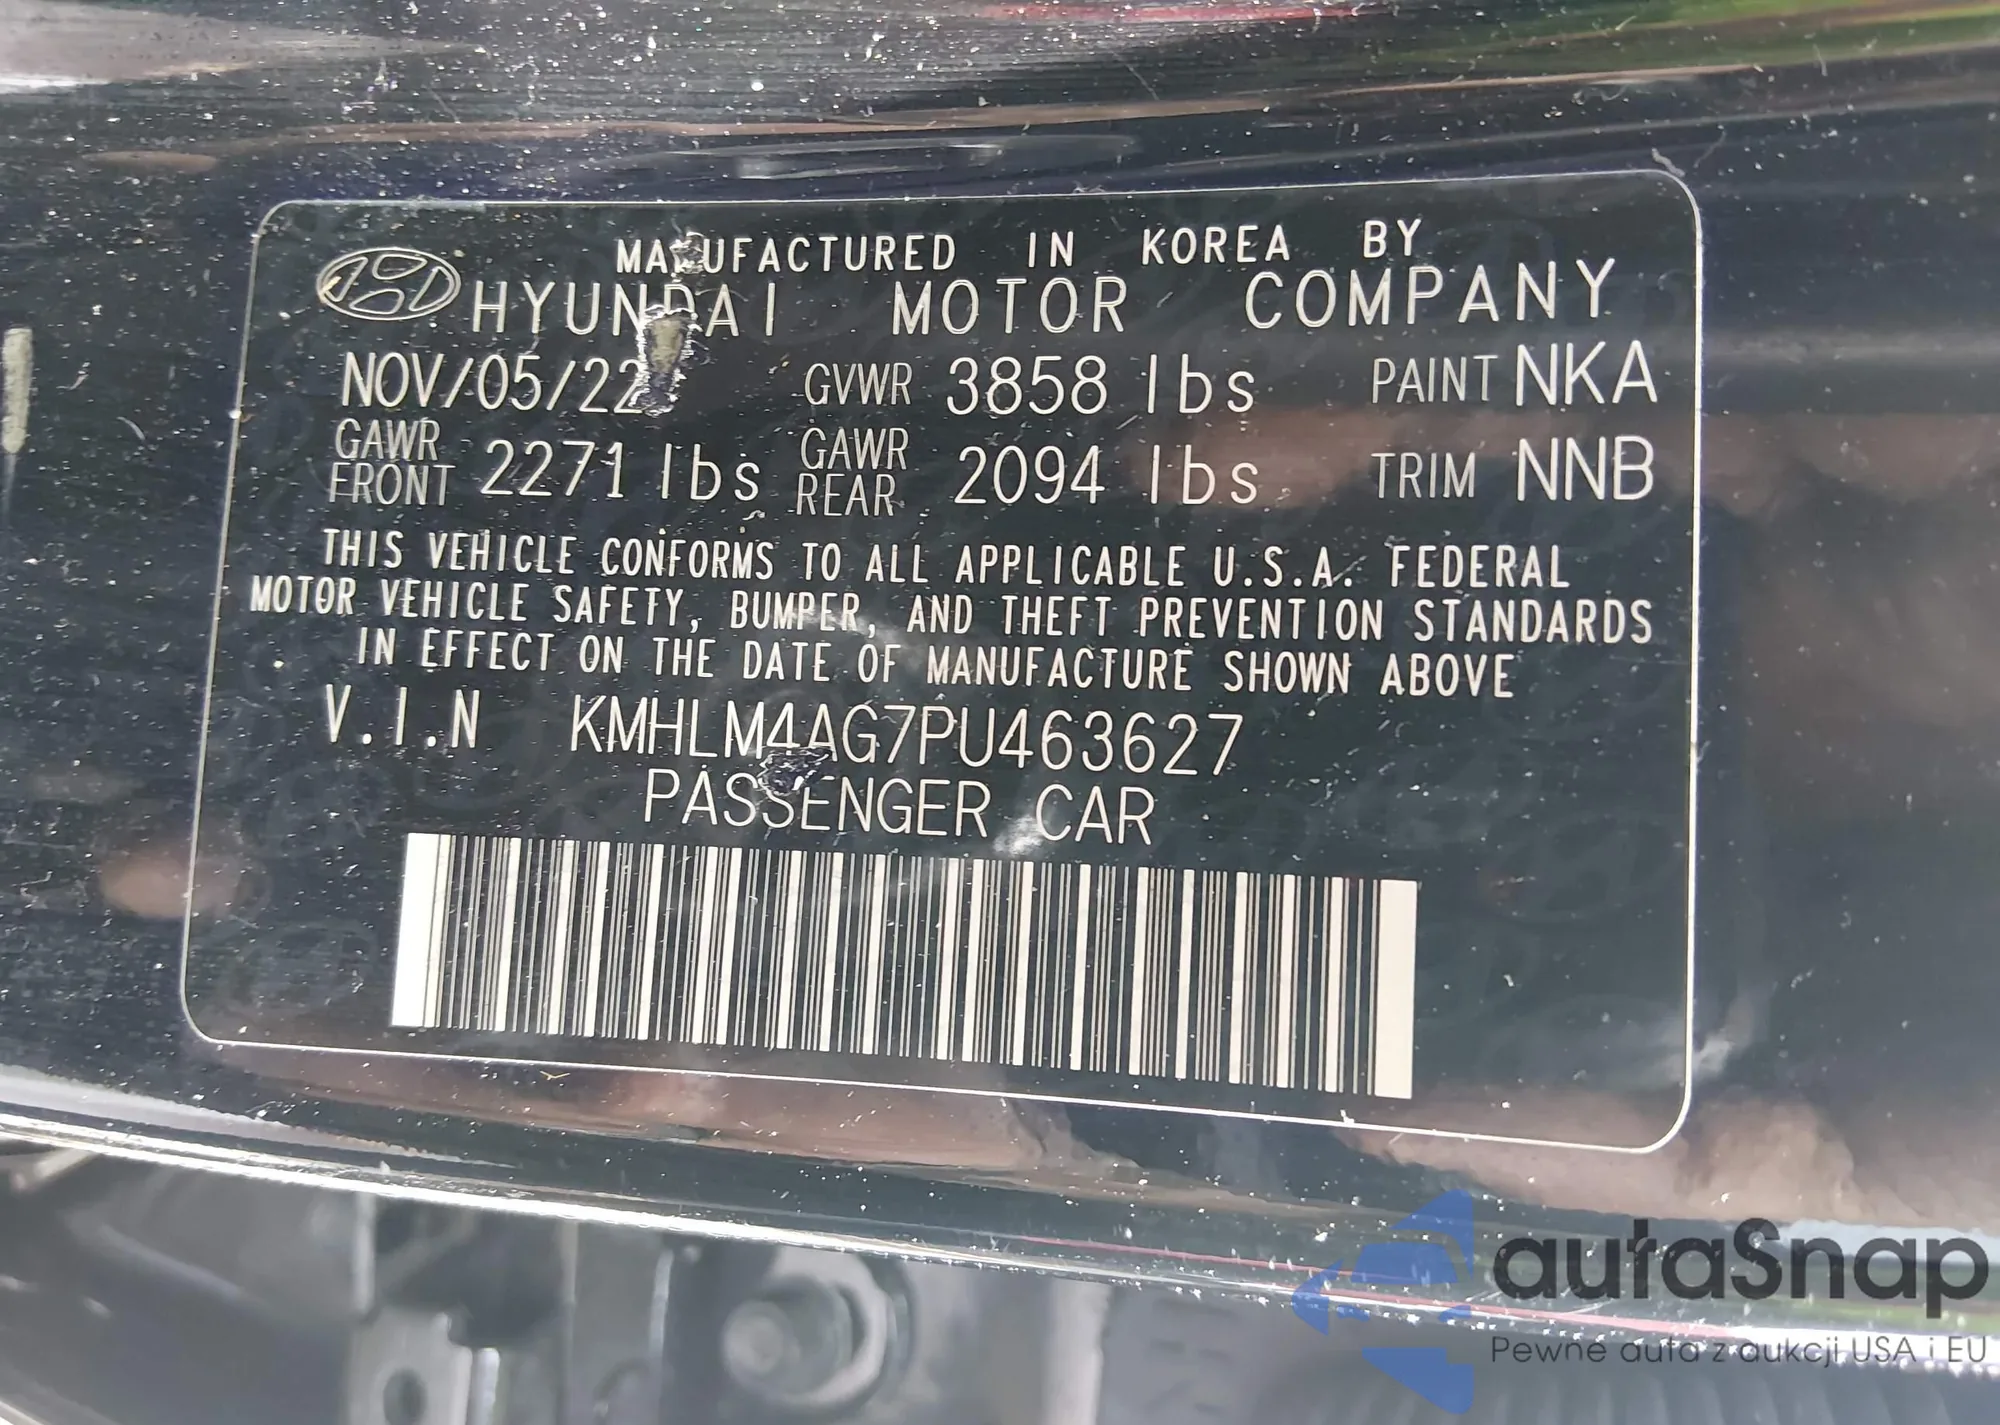 MANUFACTURED IN KOREA BY
HYUNDAI MOTOR COMPANY
NOV/05/22 GVWR 3858 lbs PAINT NKA
GAWR FRONT 2271 lbs GAWR REAR 2094 lbs TRIM NNB
THIS VEHICLE CONFORMS TO ALL APPLICABLE U.S.A. FEDERAL
MOTOR VEHICLE SAFETY, BUMPER, AND THEFT PREVENTION STANDARDS
IN EFFECT ON THE DATE OF MANUFACTURE SHOWN ABOVE
V.I.N KMHLM4AG7PU463627
PASSENGER CAR
autaSnap
Pewne auta z aukcji USA i EU